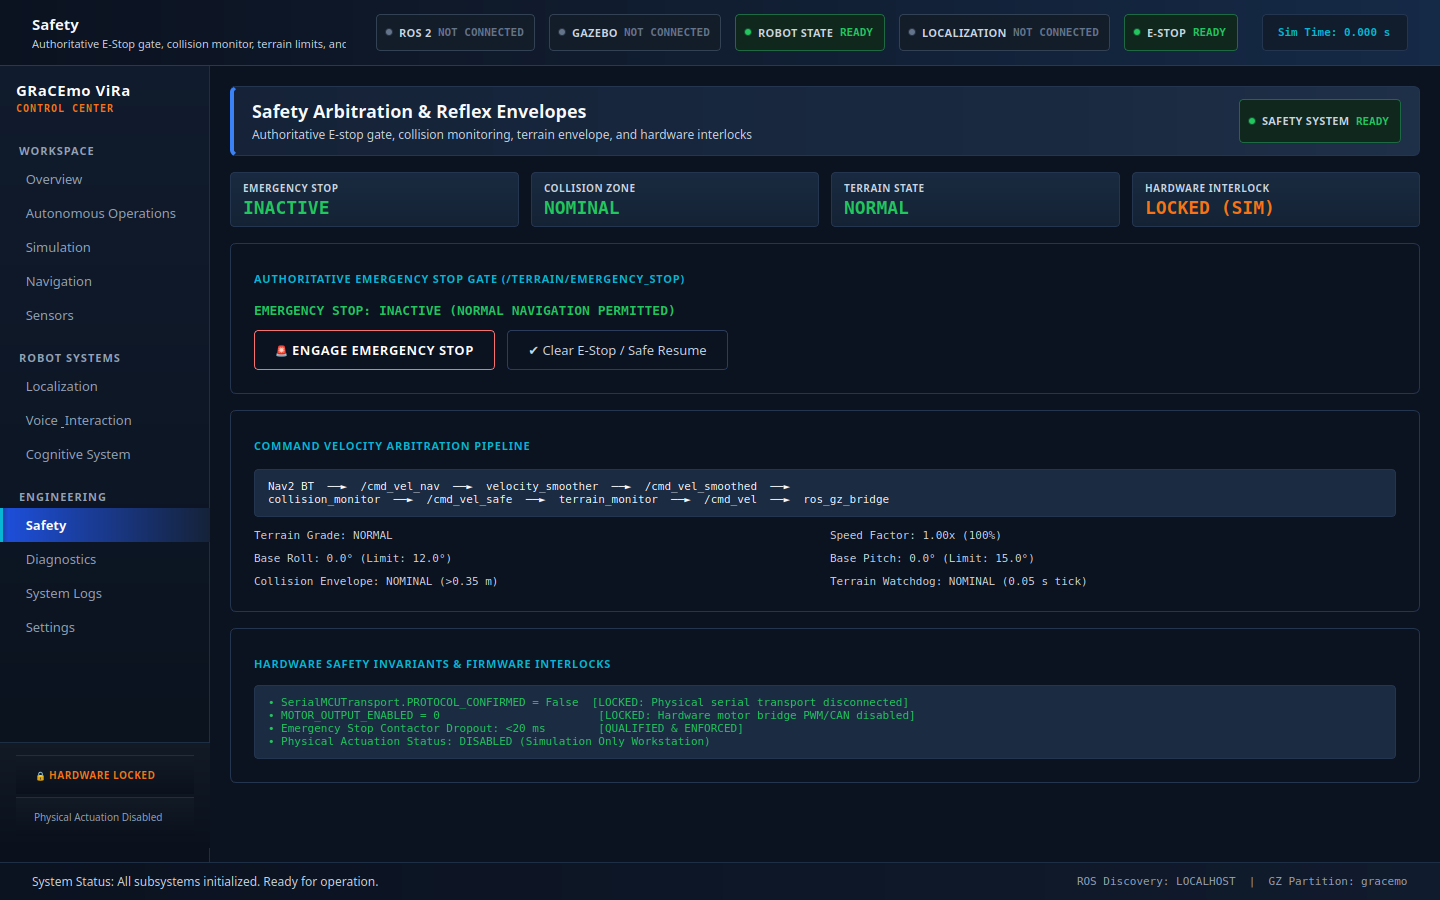 Safety
Authoritative E-Stop gate, collision monitor, terrain limits, and
ROS 2 NOT CONNECTED
GAZEBO NOT CONNECTED
ROBOT STATE READY
LOCALIZATION NOT CONNECTED
E-STOP READY
Sim Time: 0.000 s
GRaCEmo ViRa
CONTROL CENTER
WORKSPACE
Overview
Autonomous Operations
Simulation
Navigation
Sensors
ROBOT SYSTEMS
Localization
Voice _Interaction
Cognitive System
ENGINEERING
Safety
Diagnostics
System Logs
Settings
🔒 HARDWARE LOCKED
Physical Actuation Disabled
Safety Arbitration & Reflex Envelopes
Authoritative E-stop gate, collision monitoring, terrain envelope, and hardware interlocks
SAFETY SYSTEM READY
EMERGENCY STOP
INACTIVE
COLLISION ZONE
NOMINAL
TERRAIN STATE
NORMAL
HARDWARE INTERLOCK
LOCKED (SIM)
AUTHORITATIVE EMERGENCY STOP GATE (/TERRAIN/EMERGENCY_STOP)
EMERGENCY STOP: INACTIVE (NORMAL NAVIGATION PERMITTED)
🚨 ENGAGE EMERGENCY STOP
✔ Clear E-Stop / Safe Resume
COMMAND VELOCITY ARBITRATION PIPELINE
Nav2 BT ──► /cmd_vel_nav ──► velocity_smoother ──► /cmd_vel_smoothed ──►
collision_monitor ──► /cmd_vel_safe ──► terrain_monitor ──► /cmd_vel ──► ros_gz_bridge
Terrain Grade: NORMAL
Speed Factor: 1.00x (100%)
Base Roll: 0.0° (Limit: 12.0°)
Base Pitch: 0.0° (Limit: 15.0°)
Collision Envelope: NOMINAL (>0.35 m)
Terrain Watchdog: NOMINAL (0.05 s tick)
HARDWARE SAFETY INVARIANTS & FIRMWARE INTERLOCKS
• SerialMCUTransport.PROTOCOL_CONFIRMED = False [LOCKED: Physical serial transport disconnected]
• MOTOR_OUTPUT_ENABLED = 0 [LOCKED: Hardware motor bridge PWM/CAN disabled]
• Emergency Stop Contactor Dropout: <20 ms [QUALIFIED & ENFORCED]
• Physical Actuation Status: DISABLED (Simulation Only Workstation)
System Status: All subsystems initialized. Ready for operation.
ROS Discovery: LOCALHOST | GZ Partition: gracemo